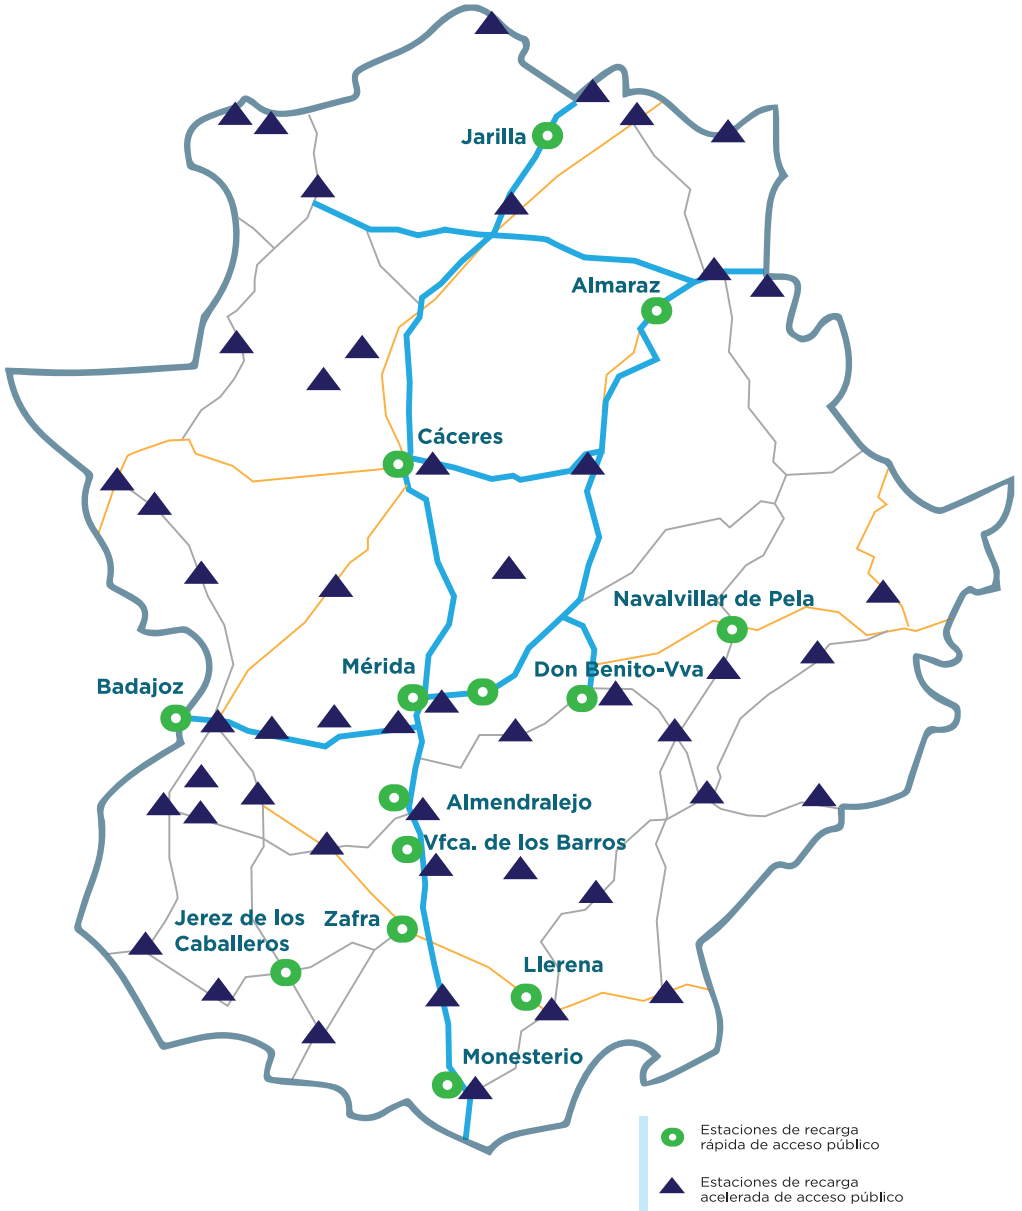 Jarilla
Almaraz
Cáceres
Navalvillar de Pela
Mérida
Don Benito-Vva
Badajoz
Almendralejo
Vfca. de los Barros
Jerez de los
Caballeros
Zafra
Llerena
Monesterio
Estaciones de recarga
rápida de acceso público
Estaciones de recarga
acelerada de acceso público